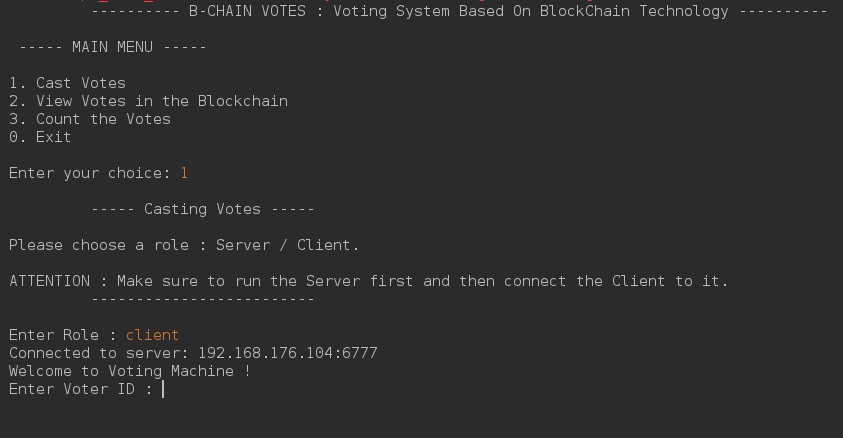 ---------- B-CHAIN VOTES : Voting System Based On BlockChain Technology ----------
----- MAIN MENU -----
1. Cast Votes
2. View Votes in the Blockchain
3. Count the Votes
0. Exit
Enter your choice: 1
----- Casting Votes -----
Please choose a role : Server / Client.
ATTENTION : Make sure to run the Server first and then connect the Client to it.
-------------------------
Enter Role : client
Connected to server: 192.168.176.104:6777
Welcome to Voting Machine !
Enter Voter ID :